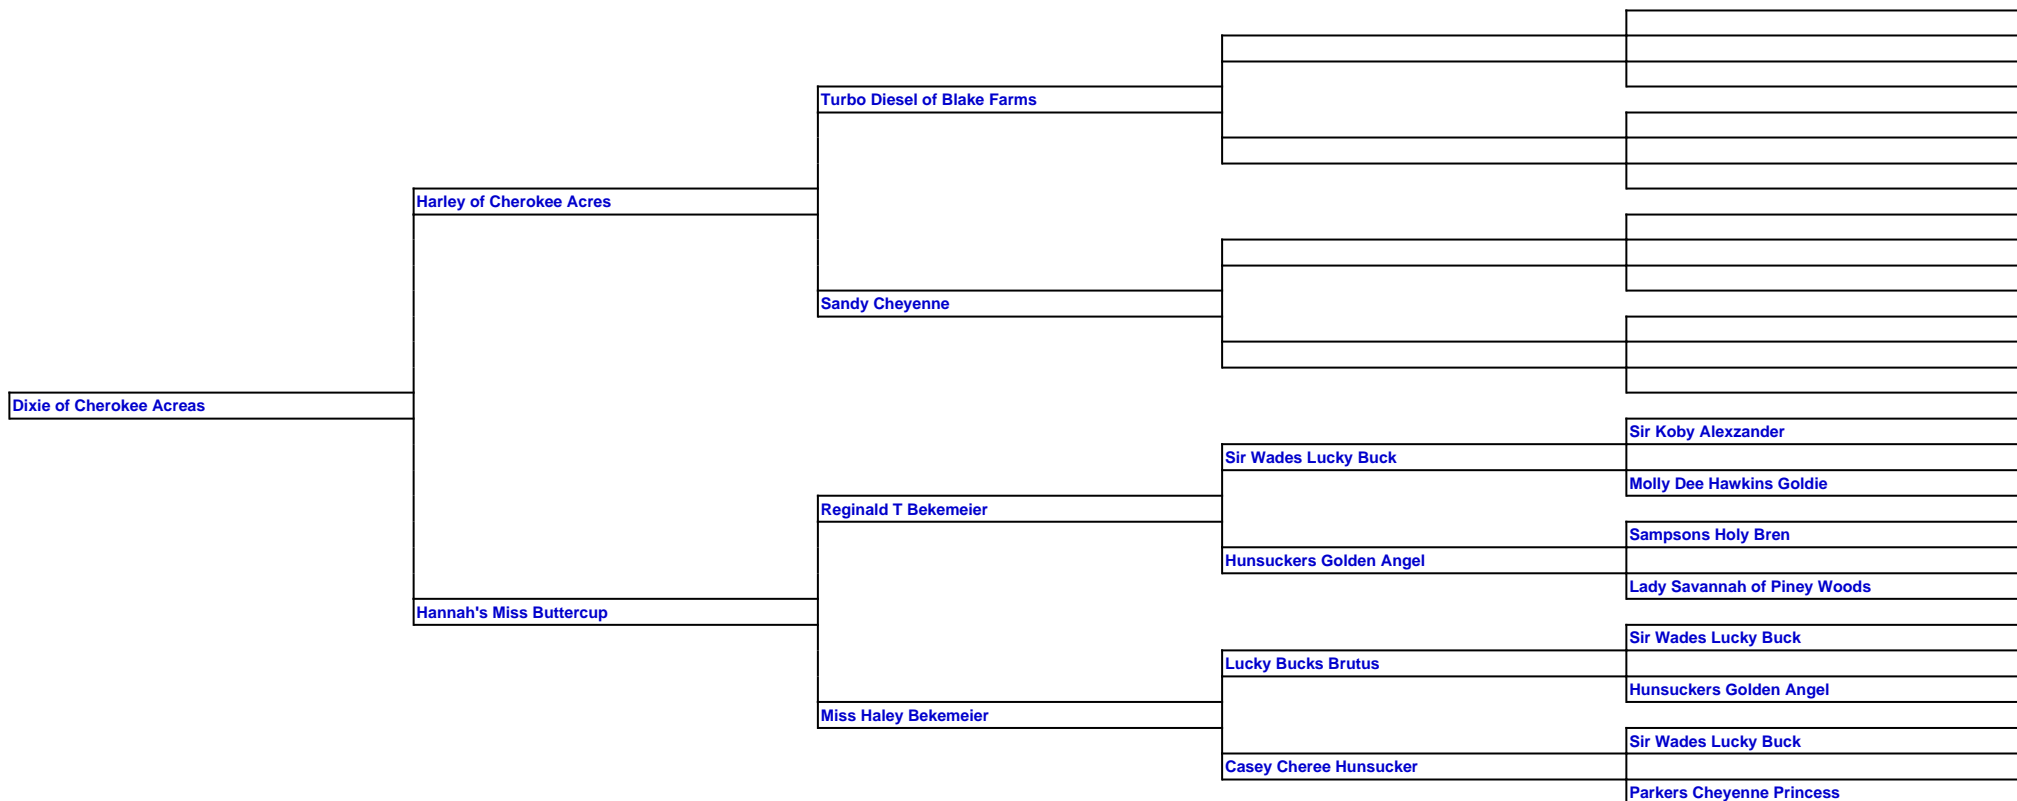 Turbo Diesel of Blake Farms
Harley of Cherokee Acres
Sandy Cheyenne
Dixie of Cherokee Acreas
Sir Koby Alexzander
Sir Wades Lucky Buck
Molly Dee Hawkins Goldie
Reginald T Bekemeier
Sampsons Holy Bren
Hunsuckers Golden Angel
Lady Savannah of Piney Woods
Hannah's Miss Buttercup
Sir Wades Lucky Buck
Lucky Bucks Brutus
Hunsuckers Golden Angel
Miss Haley Bekemeier
Sir Wades Lucky Buck
Casey Cheree Hunsucker
Parkers Cheyenne Princess